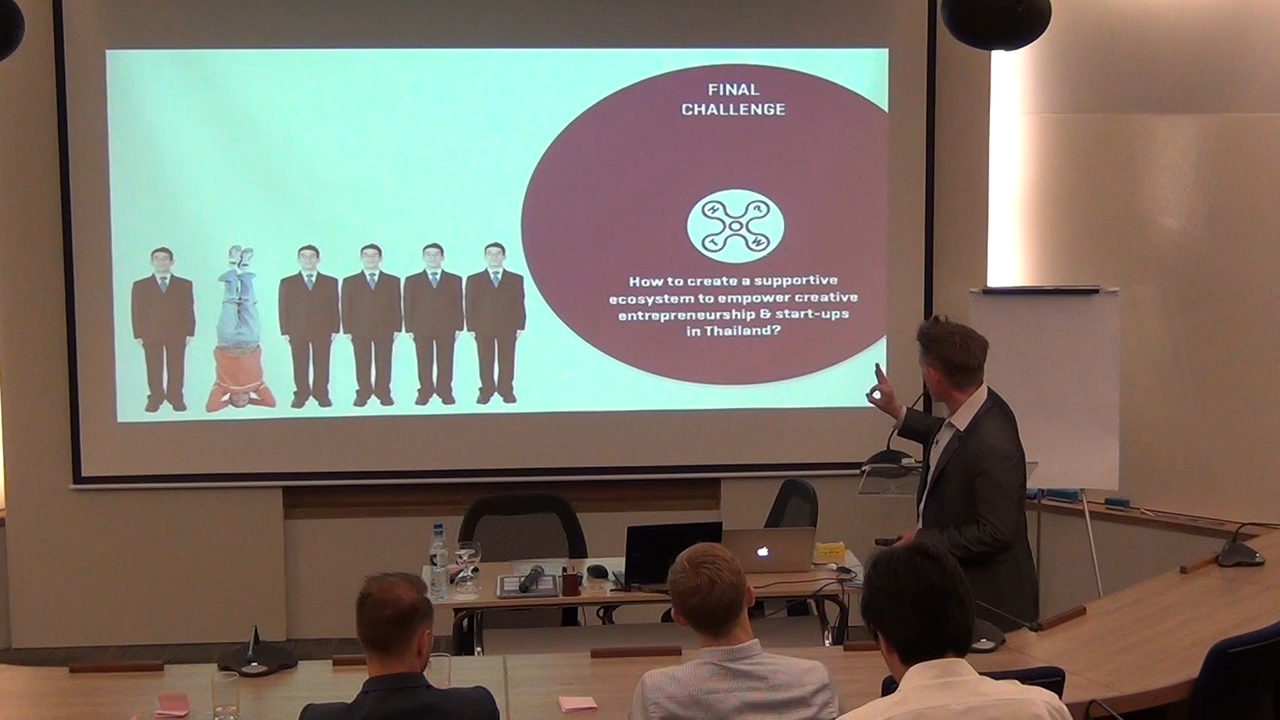 FINAL
CHALLENGE
How to create a supportive
ecosystem to empower creative
entrepreneurship & start-ups
in Thailand?